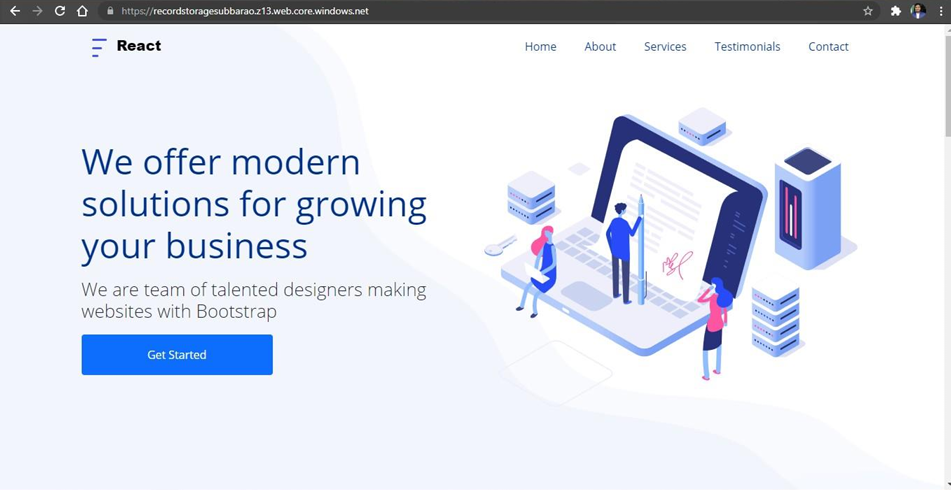 https://recordstoragesubbarao.z13.web.core.windows.net
React
Home About Services Testimonials Contact
We offer modern
solutions for growing
your business
We are team of talented designers making
websites with Bootstrap
Get Started